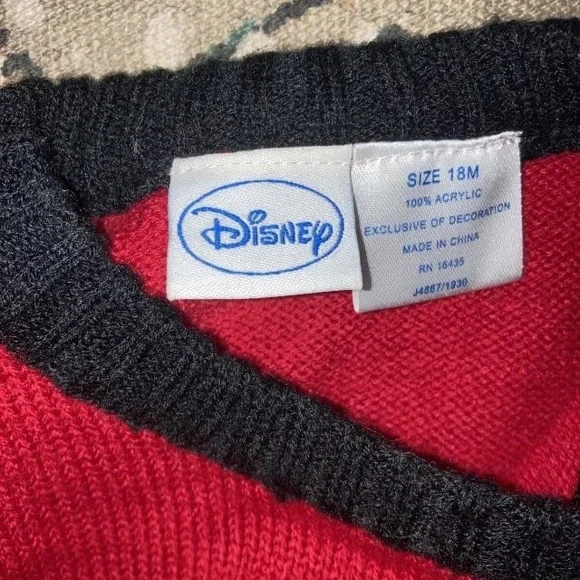 Disney
SIZE 18M
100% ACRYLIC
EXCLUSIVE OF DECORATION
MADE IN CHINA
RN 16435
J4867/1930